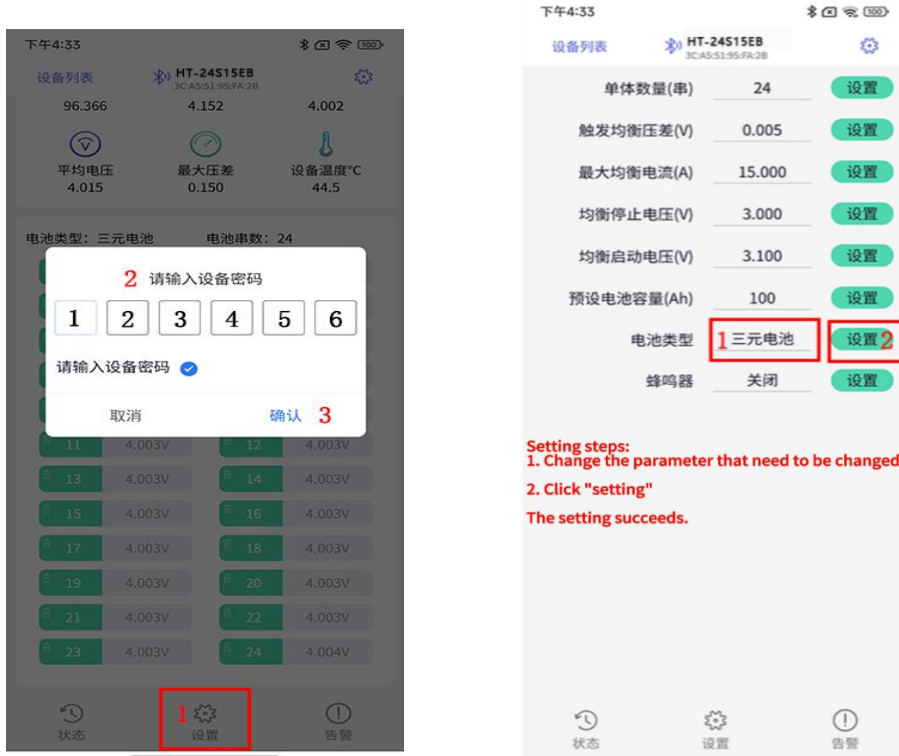 下午4:33
100
设备列表
HT-24S15EB
3C:A5:51:95:FA:2B
96.366 4.152 4.002
平均电压 最大压差 设备温度°C
4.015 0.150 44.5
电池类型：三元电池 电池串数：24
2 请输入设备密码
1 2 3 4 5 6
请输入设备密码
取消 确认 3
11 4.003V 12 4.003V
13 4.003V 14 4.003V
15 4.003V 16 4.003V
17 4.003V 18 4.003V
19 4.003V 20 4.003V
21 4.003V 22 4.003V
23 4.003V 24 4.004V
1
状态 设置 告警
下午4:33
100
设备列表
HT-24S15EB
3C:A5:51:95:FA:2B
单体数量(串) 24 设置
触发均衡压差(V) 0.005 设置
最大均衡电流(A) 15.000 设置
均衡停止电压(V) 3.000 设置
均衡启动电压(V) 3.100 设置
预设电池容量(Ah) 100 设置
电池类型 1 三元电池 设置 2
蜂鸣器 关闭 设置
Setting steps:
1. Change the parameter that need to be changed
2. Click "setting"
The setting succeeds.
状态 设置 告警